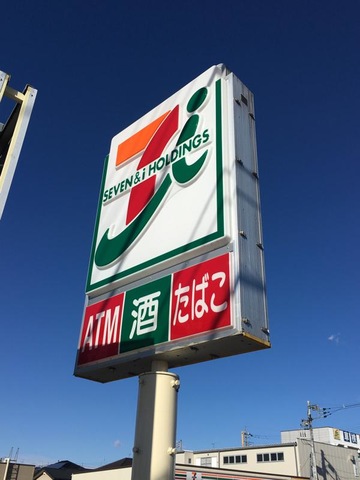 SEVEN & i HOLDINGS
ATM 酒 たばこ